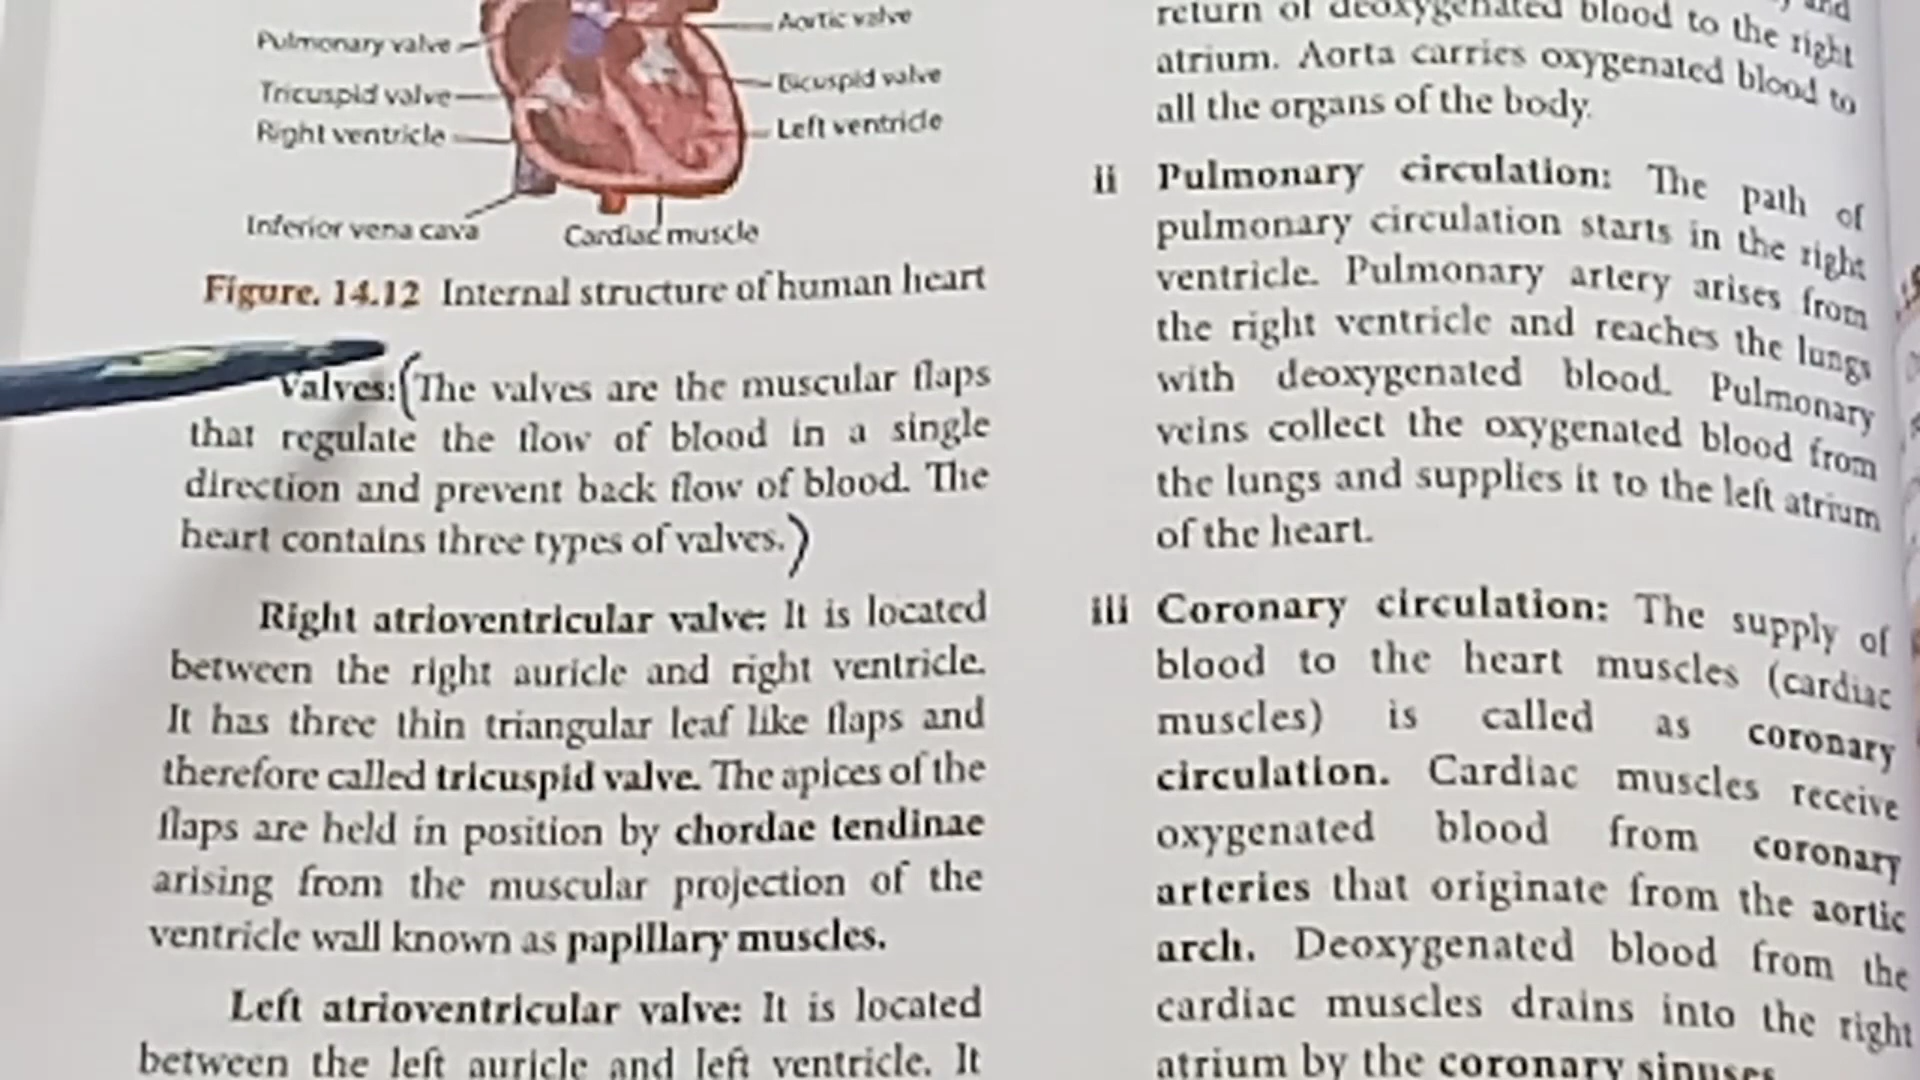 Pulmonary valve
Tricuspid valve
Right ventricle
Inferior vena cava
Aortic valve
Bicuspid valve
Left ventricle
Cardiac muscle
Figure. 14.12 Internal structure of human heart
Valves:(The valves are the muscular flaps
that regulate the flow of blood in a single
direction and prevent back flow of blood. The
heart contains three types of valves.)
Right atrioventricular valve: It is located
between the right auricle and right ventricle.
It has three thin triangular leaf like flaps and
therefore called tricuspid valve. The apices of the
flaps are held in position by chordae tendinae
arising from the muscular projection of the
ventricle wall known as papillary muscles.
Left atrioventricular valve: It is located
between the left auricle and left ventricle. It
and
return of deoxygenated blood to the right
atrium. Aorta carries oxygenated blood to
all the organs of the body.
ii Pulmonary circulation: The path of
pulmonary circulation starts in the right
ventricle. Pulmonary artery arises from
the right ventricle and reaches the lungs
with deoxygenated blood. Pulmonary
veins collect the oxygenated blood from
the lungs and supplies it to the left atrium
of the heart.
iii Coronary circulation: The supply of
blood to the heart muscles (cardiac
muscles) is called as coronary
circulation. Cardiac muscles receive
oxygenated blood from coronary
arteries that originate from the aortic
arch. Deoxygenated blood from the
cardiac muscles drains into the right
atrium by the coronary sinuses.